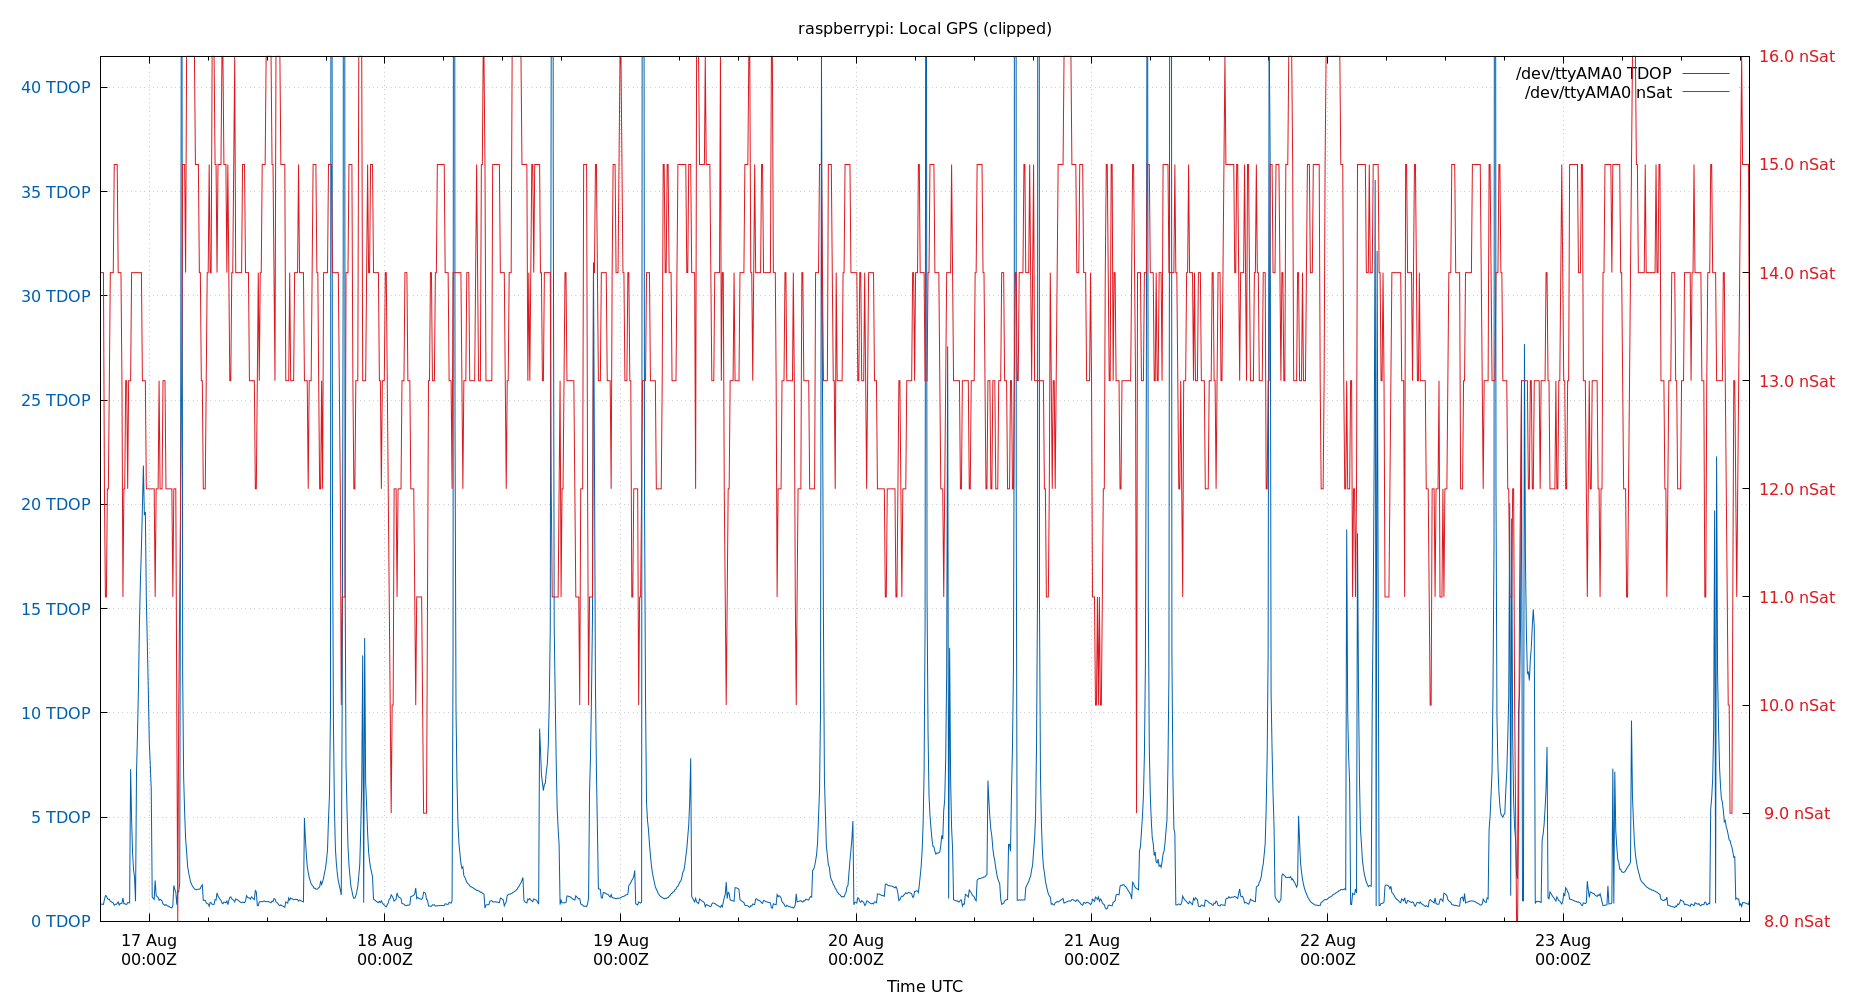 raspberrypi: Local GPS (clipped)
/dev/ttyAMA0 TDOP
/dev/ttyAMA0 nSat
40 TDOP
35 TDOP
30 TDOP
25 TDOP
20 TDOP
15 TDOP
10 TDOP
5 TDOP
0 TDOP
16.0 nSat
15.0 nSat
14.0 nSat
13.0 nSat
12.0 nSat
11.0 nSat
10.0 nSat
9.0 nSat
8.0 nSat
17 Aug 18 Aug 19 Aug 20 Aug 21 Aug 22 Aug 23 Aug
00:00Z 00:00Z 00:00Z 00:00Z 00:00Z 00:00Z 00:00Z
Time UTC